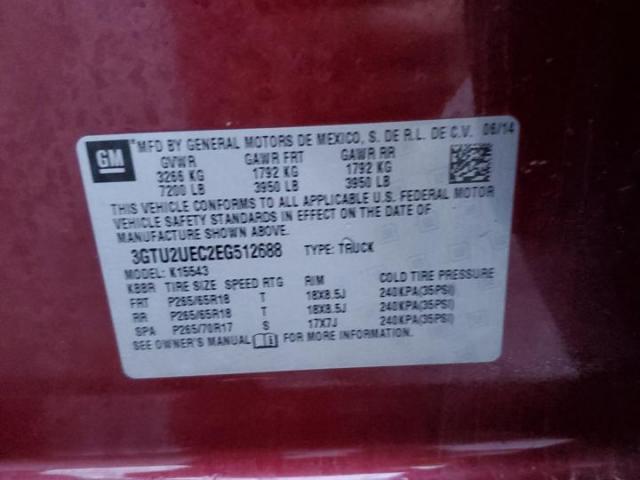 GM
MFD BY GENERAL MOTORS DE MEXICO, S. DE R.L. DE C.V. 06/14
GVWR GAWR FRT GAWR RR
3266 KG 1792 KG 1792 KG
7200 LB 3950 LB 3950 LB
THIS VEHICLE CONFORMS TO ALL APPLICABLE U.S. FEDERAL MOTOR
VEHICLE SAFETY STANDARDS IN EFFECT ON THE DATE OF
MANUFACTURE SHOWN ABOVE.
3GTU2UEC2EG512688 TYPE: TRUCK
MODEL: K15543
KBBR TIRE SIZE SPEED RTG RIM COLD TIRE PRESSURE
FRT P265/65R18 T 18X8.5J 240KPA(35PSI)
RR P265/65R18 T 18X8.5J 240KPA(35PSI)
SPA P265/70R17 S 17X7J 240KPA(35PSI)
SEE OWNER'S MANUAL FOR MORE INFORMATION.